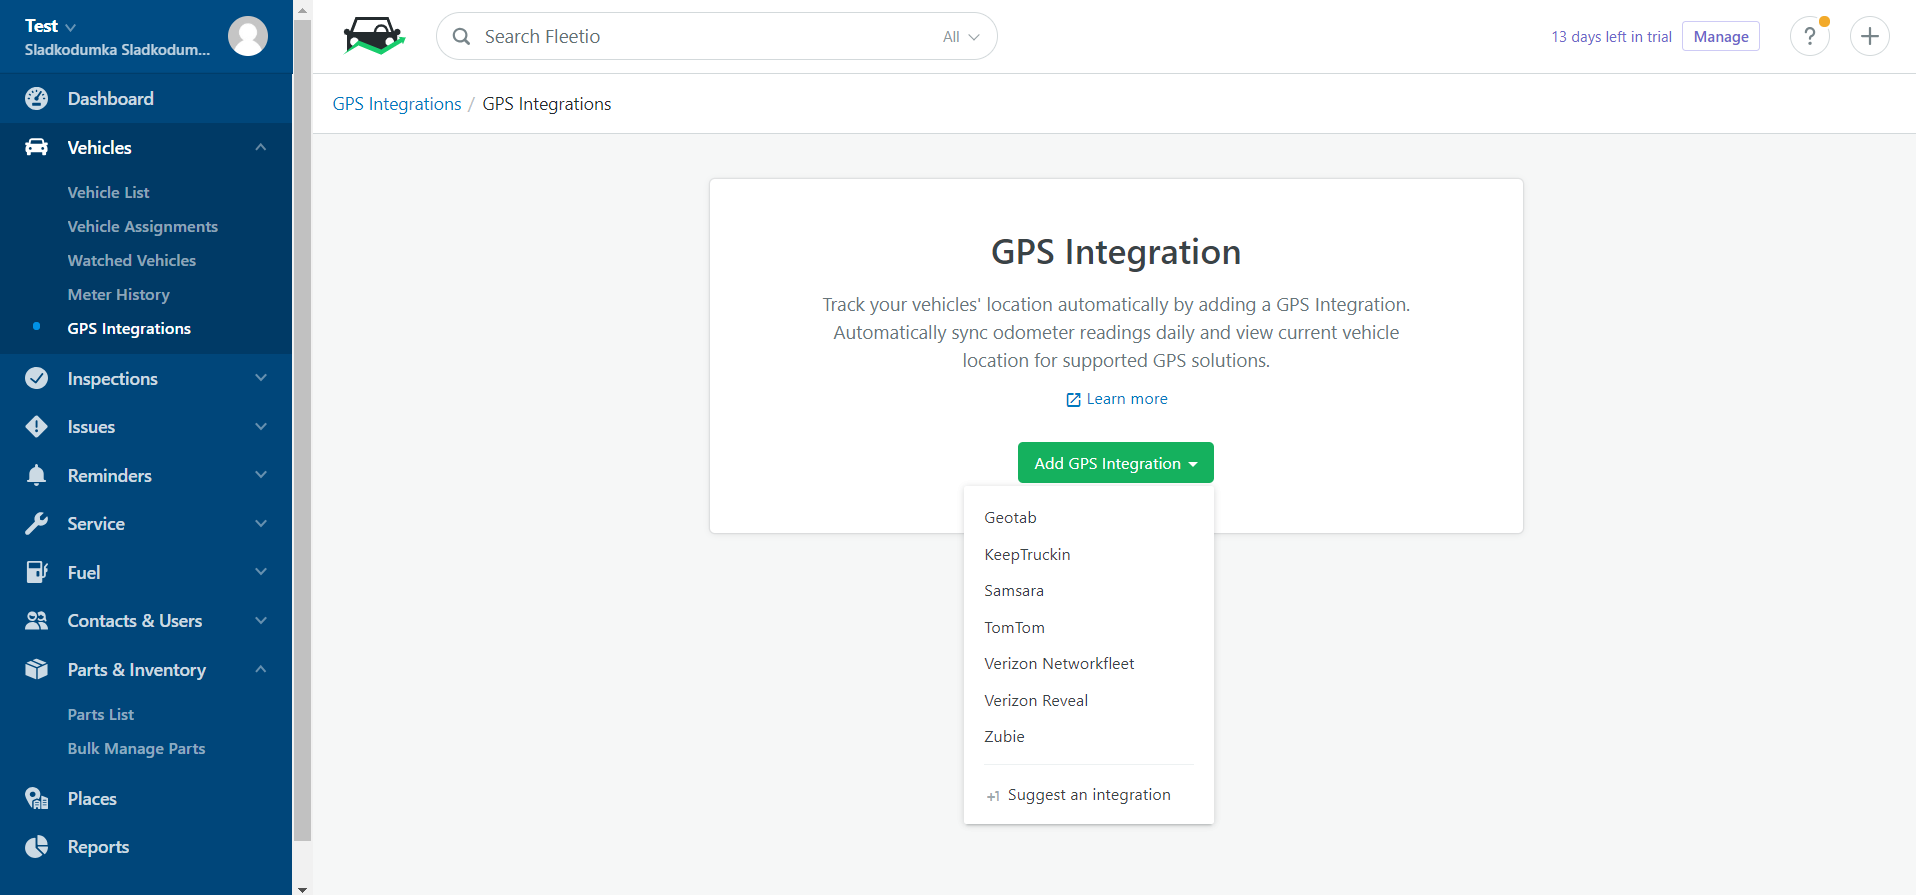 Test
Sladkodumka Sladkodum...
Dashboard
Vehicles
Vehicle List
Vehicle Assignments
Watched Vehicles
Meter History
GPS Integrations
Inspections
Issues
Reminders
Service
Fuel
Contacts & Users
Parts & Inventory
Parts List
Bulk Manage Parts
Places
Reports
Search Fleetio
All
13 days left in trial
Manage
?
GPS Integrations / GPS Integrations
GPS Integration
Track your vehicles' location automatically by adding a GPS Integration.
Automatically sync odometer readings daily and view current vehicle
location for supported GPS solutions.
Learn more
Add GPS Integration
Geotab
KeepTruckin
Samsara
TomTom
Verizon Networkfleet
Verizon Reveal
Zubie
+1 Suggest an integration